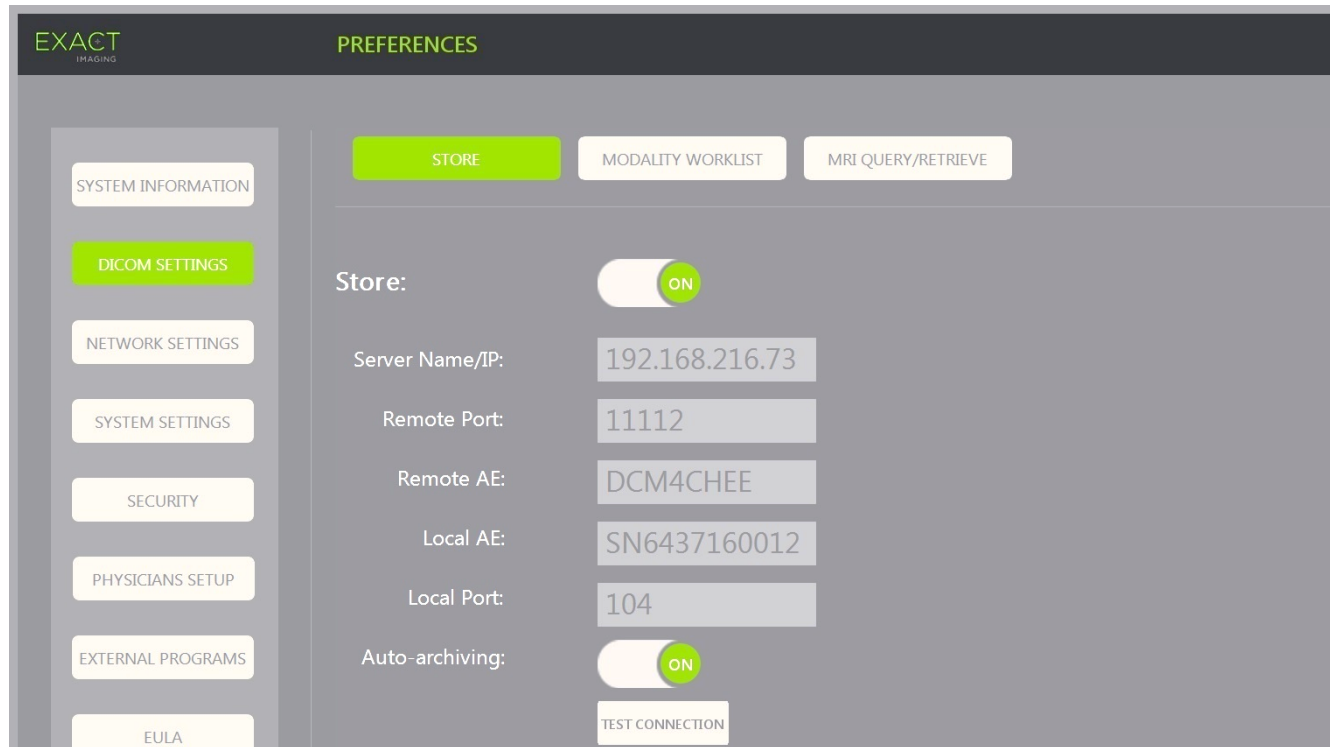 EXACT
IMAGING
PREFERENCES
SYSTEM INFORMATION
DICOM SETTINGS
NETWORK SETTINGS
SYSTEM SETTINGS
SECURITY
PHYSICIANS SETUP
EXTERNAL PROGRAMS
EULA
STORE
MODALITY WORKLIST
MRI QUERY/RETRIEVE
Store:
ON
Server Name/IP:
192.168.216.73
Remote Port:
11112
Remote AE:
DCM4CHEE
Local AE:
SN6437160012
Local Port:
104
Auto-archiving:
ON
TEST CONNECTION